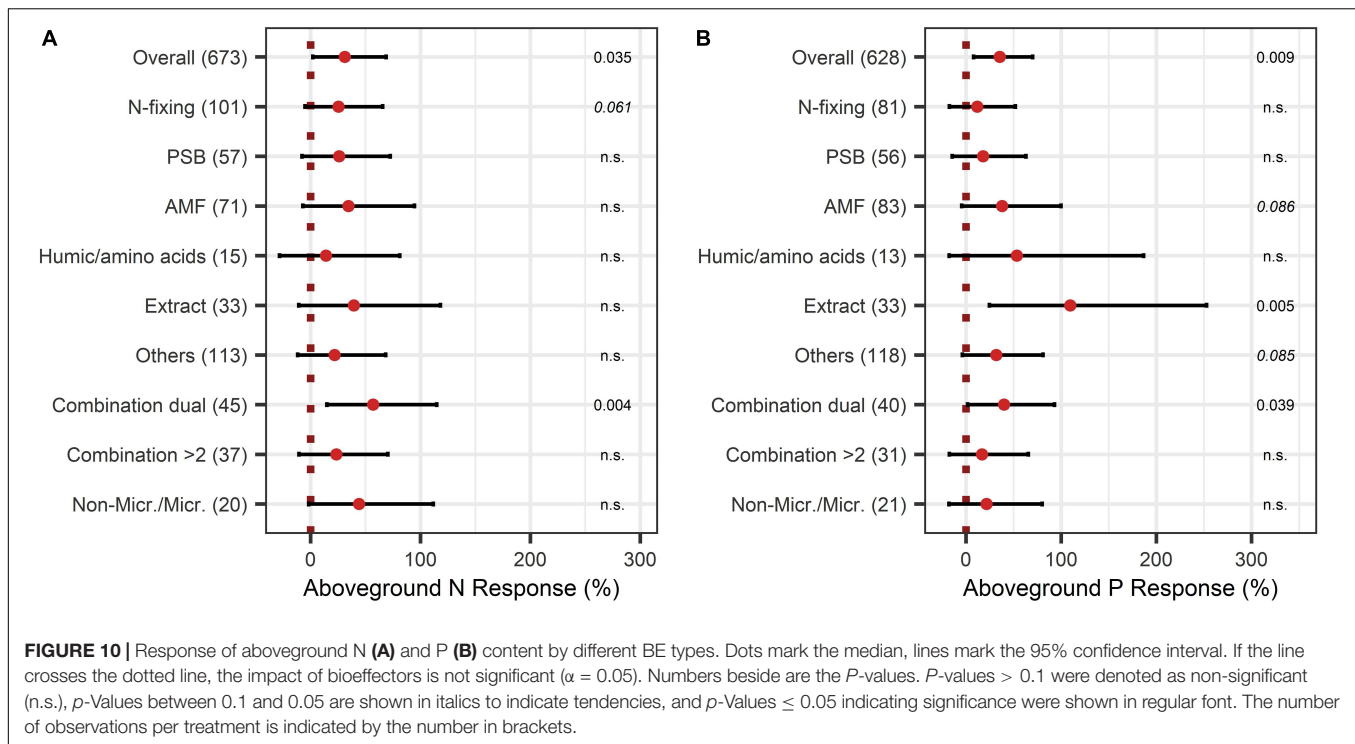 A
Overall (673)
0.035
N-fixing (101)
0.061
PSB (57)
n.s.
AMF (71)
n.s.
Humic/amino acids (15)
n.s.
Extract (33)
n.s.
Others (113)
n.s.
Combination dual (45)
0.004
Combination >2 (37)
n.s.
Non-Micr./Micr. (20)
n.s.
0 100 200 300
Aboveground N Response (%)
B
Overall (628)
0.009
N-fixing (81)
n.s.
PSB (56)
n.s.
AMF (83)
0.086
Humic/amino acids (13)
n.s.
Extract (33)
0.005
Others (118)
0.085
Combination dual (40)
0.039
Combination >2 (31)
n.s.
Non-Micr./Micr. (21)
n.s.
0 100 200 300
Aboveground P Response (%)
FIGURE 10 | Response of aboveground N (A) and P (B) content by different BE types. Dots mark the median, lines mark the 95% confidence interval. If the line
crosses the dotted line, the impact of bioeffectors is not significant (α = 0.05). Numbers beside are the P-values. P-values > 0.1 were denoted as non-significant
(n.s.), p-Values between 0.1 and 0.05 are shown in italics to indicate tendencies, and p-Values ≤ 0.05 indicating significance were shown in regular font. The number
of observations per treatment is indicated by the number in brackets.